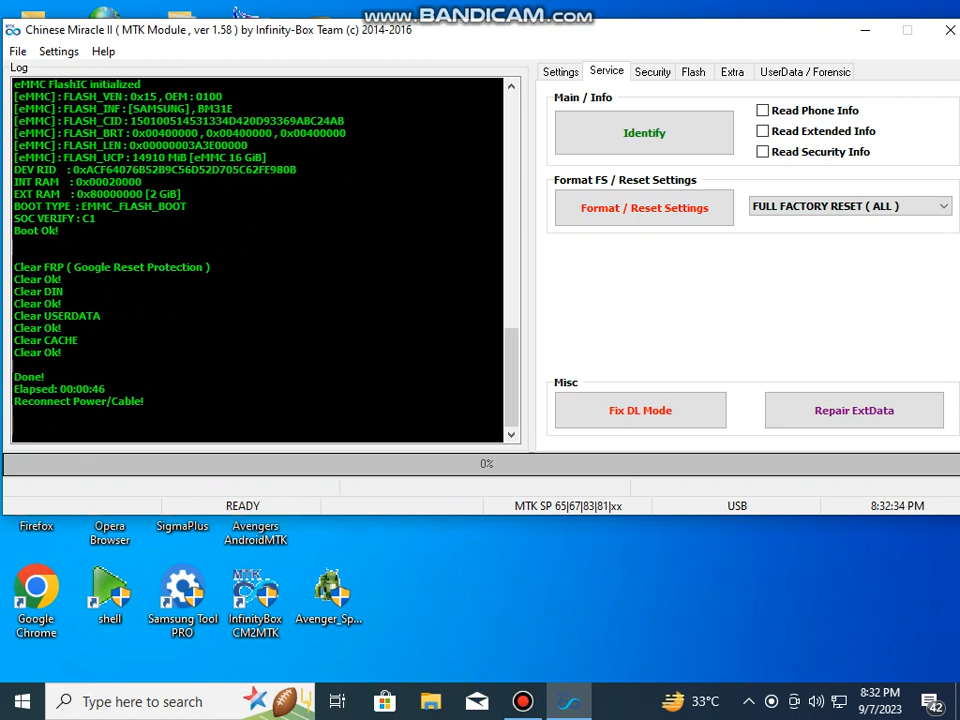 www.BANDICAM.com
Chinese Miracle II ( MTK Module , ver 1.58 ) by Infinity-Box Team (c) 2014-2016
File Settings Help
Log
eMMC FlashIC initialized
[eMMC] : FLASH_VEN : 0x15 , OEM : 0100
[eMMC] : FLASH_INF : [SAMSUNG] , BM31E
[eMMC] : FLASH_CID : 150100514531334D420D93369ABC24AB
[eMMC] : FLASH_BRT : 0x00400000 , 0x00400000 , 0x00400000
[eMMC] : FLASH_LEN : 0x00000003A3E00000
[eMMC] : FLASH_UCP : 14910 MiB [eMMC 16 GiB]
DEV RID : 0xACF64076B52B9C56D52D705C62FE980B
INT RAM : 0x00020000
EXT RAM : 0x80000000 [2 GiB]
BOOT TYPE : EMMC_FLASH_BOOT
SOC VERIFY : C1
Boot Ok!
Clear FRP ( Google Reset Protection )
Clear Ok!
Clear DIN
Clear Ok!
Clear USERDATA
Clear Ok!
Clear CACHE
Clear Ok!
Done!
Elapsed: 00:00:46
Reconnect Power/Cable!
Settings Service Security Flash Extra UserData / Forensic
Main / Info
Identify
Read Phone Info
Read Extended Info
Read Security Info
Format FS / Reset Settings
Format / Reset Settings
FULL FACTORY RESET ( ALL )
Misc
Fix DL Mode
Repair ExtData
0%
READY
MTK SP 65|67|83|81|xx
USB
8:32:34 PM
Firefox
Opera
Browser
SigmaPlus
Avengers
AndroidMTK
Google
Chrome
shell
Samsung Tool
PRO
MTK
InfinityBox
CM2MTK
Avenger_Sp...
Type here to search
33°C
8:32 PM
9/7/2023
42